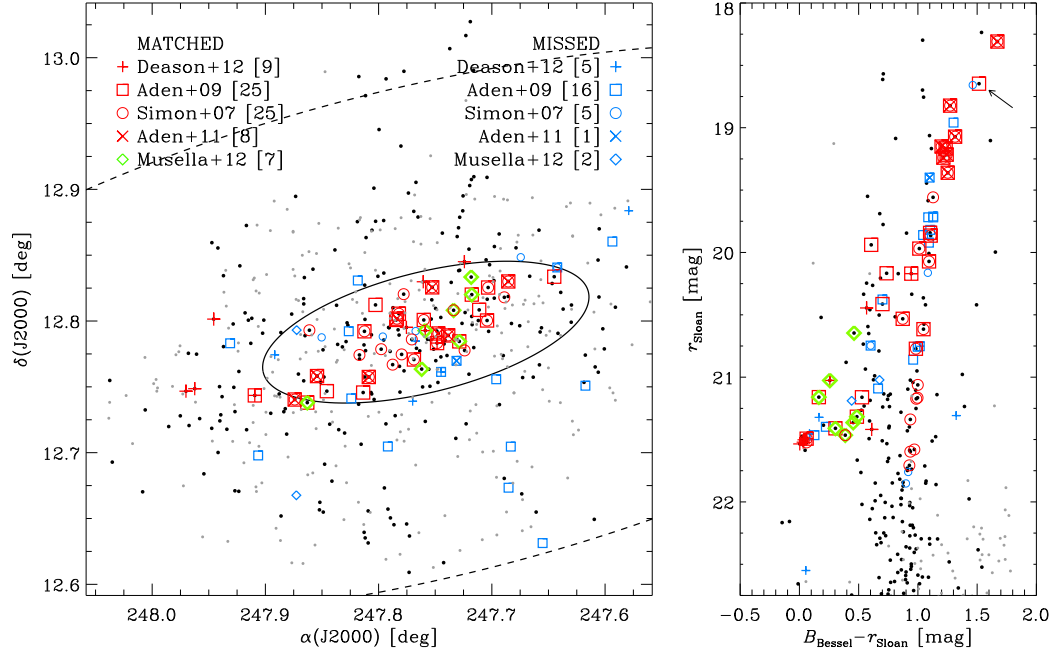 MATCHED MISSED
Deason+12 [9] Deason+12 [5]
Aden+09 [25] Aden+09 [16]
Simon+07 [25] Simon+07 [5]
Aden+11 [8] Aden+11 [1]
Musella+12 [7] Musella+12 [2]
13.0
12.9
12.8
12.7
12.6
δ(J2000) [deg]
248.0 247.9 247.8 247.7 247.6
α(J2000) [deg]
18
19
20
21
22
r_Sloan [mag]
−0.5 0.0 0.5 1.0 1.5 2.0
B_Bessel−r_Sloan [mag]